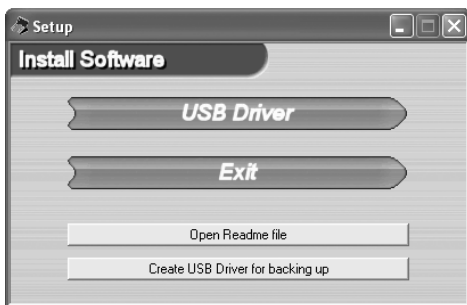 Setup
Install Software
USB Driver
Exit
Open Readme file
Create USB Driver for backing up